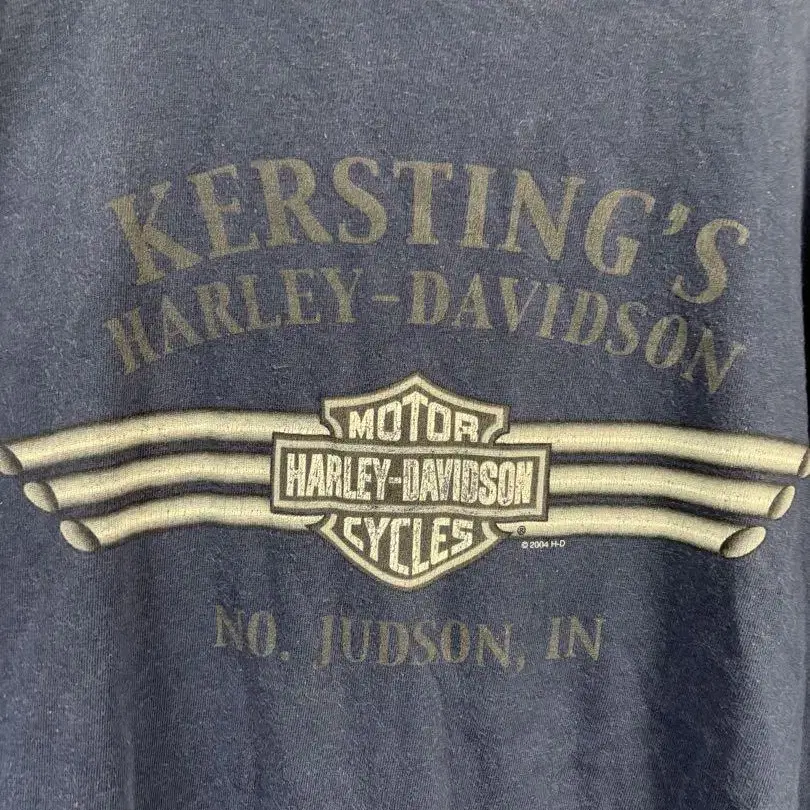 KERSTING'S
HARLEY-DAVIDSON
MOTOR
HARLEY-DAVIDSON
CYCLES
®
© 2004 H-D
NO. JUDSON, IN